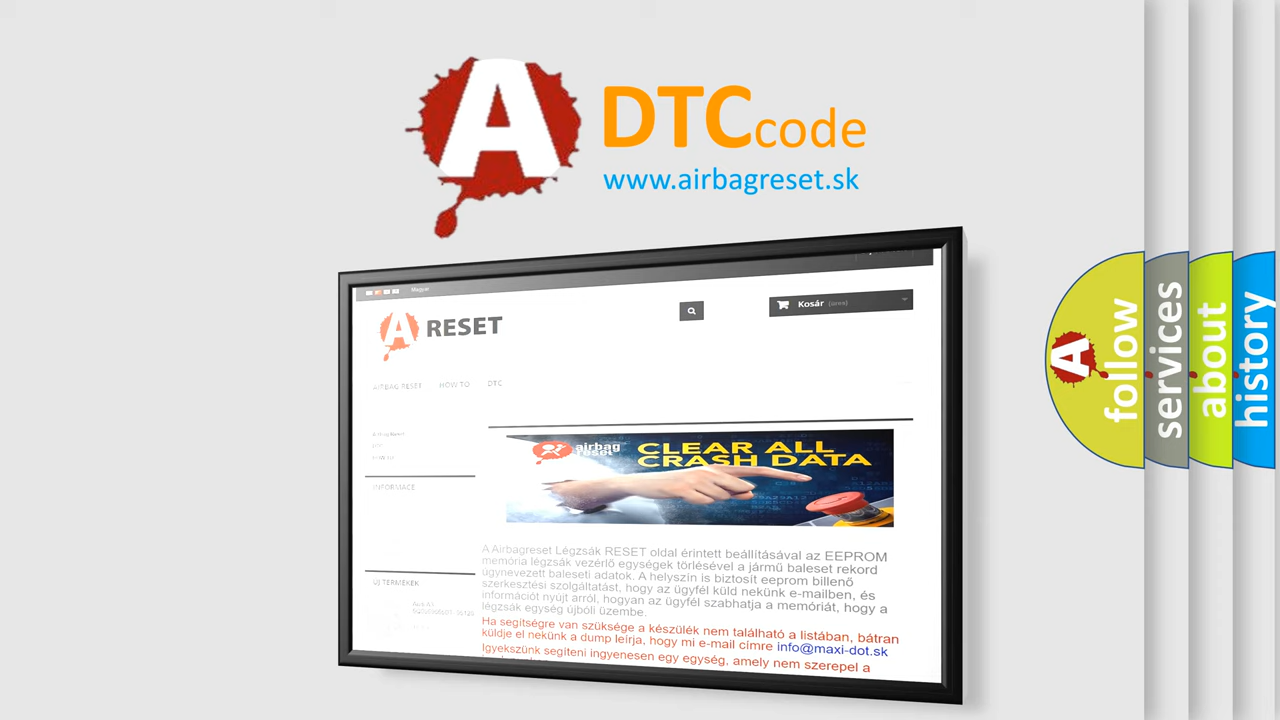 A DTC code
www.airbagreset.sk
Magyar
Kosár (üres)
A RESET
AIRBAG RESET HOW TO DTC
INFORMACE
airbag reset
CLEAR ALL
CRASH DATA
A Airbagreset Légzsák RESET oldal érintett beállításával az EEPROM
memória légzsák vezérlő egységek törlésével a jármű baleset rekord
úgynevezett baleseti adatok. A helyszín is biztosít eeprom billenő
szerkesztési szolgáltatást, hogy az ügyfél küld nekünk e-mailben, és
információt nyújt arról, hogyan az ügyfél szabhatja a memóriát, hogy a
légzsák egység újbóli üzembe.
Ha segítségre van szüksége a készülék nem található a listában, bátran
küldje el nekünk a dump leírja, hogy mi e-mail címre info@maxi-dot.sk
Igyekszünk segíteni ingyenesen egy egység, amely nem szerepel a
ÚJ TERMÉKEK
A
follow
services
about
history